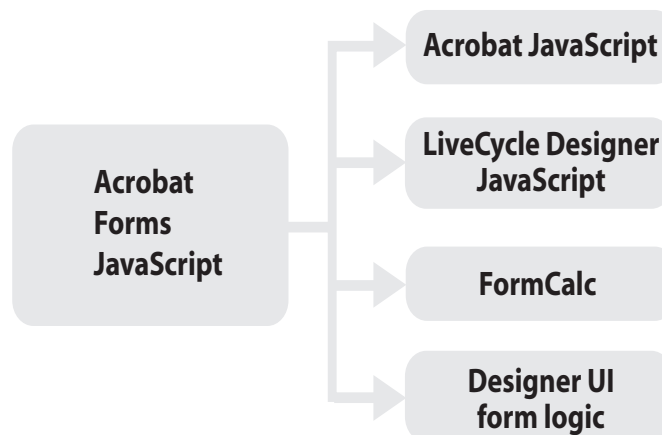 Acrobat
Forms
JavaScript
Acrobat JavaScript
LiveCycle Designer
JavaScript
FormCalc
Designer UI
form logic